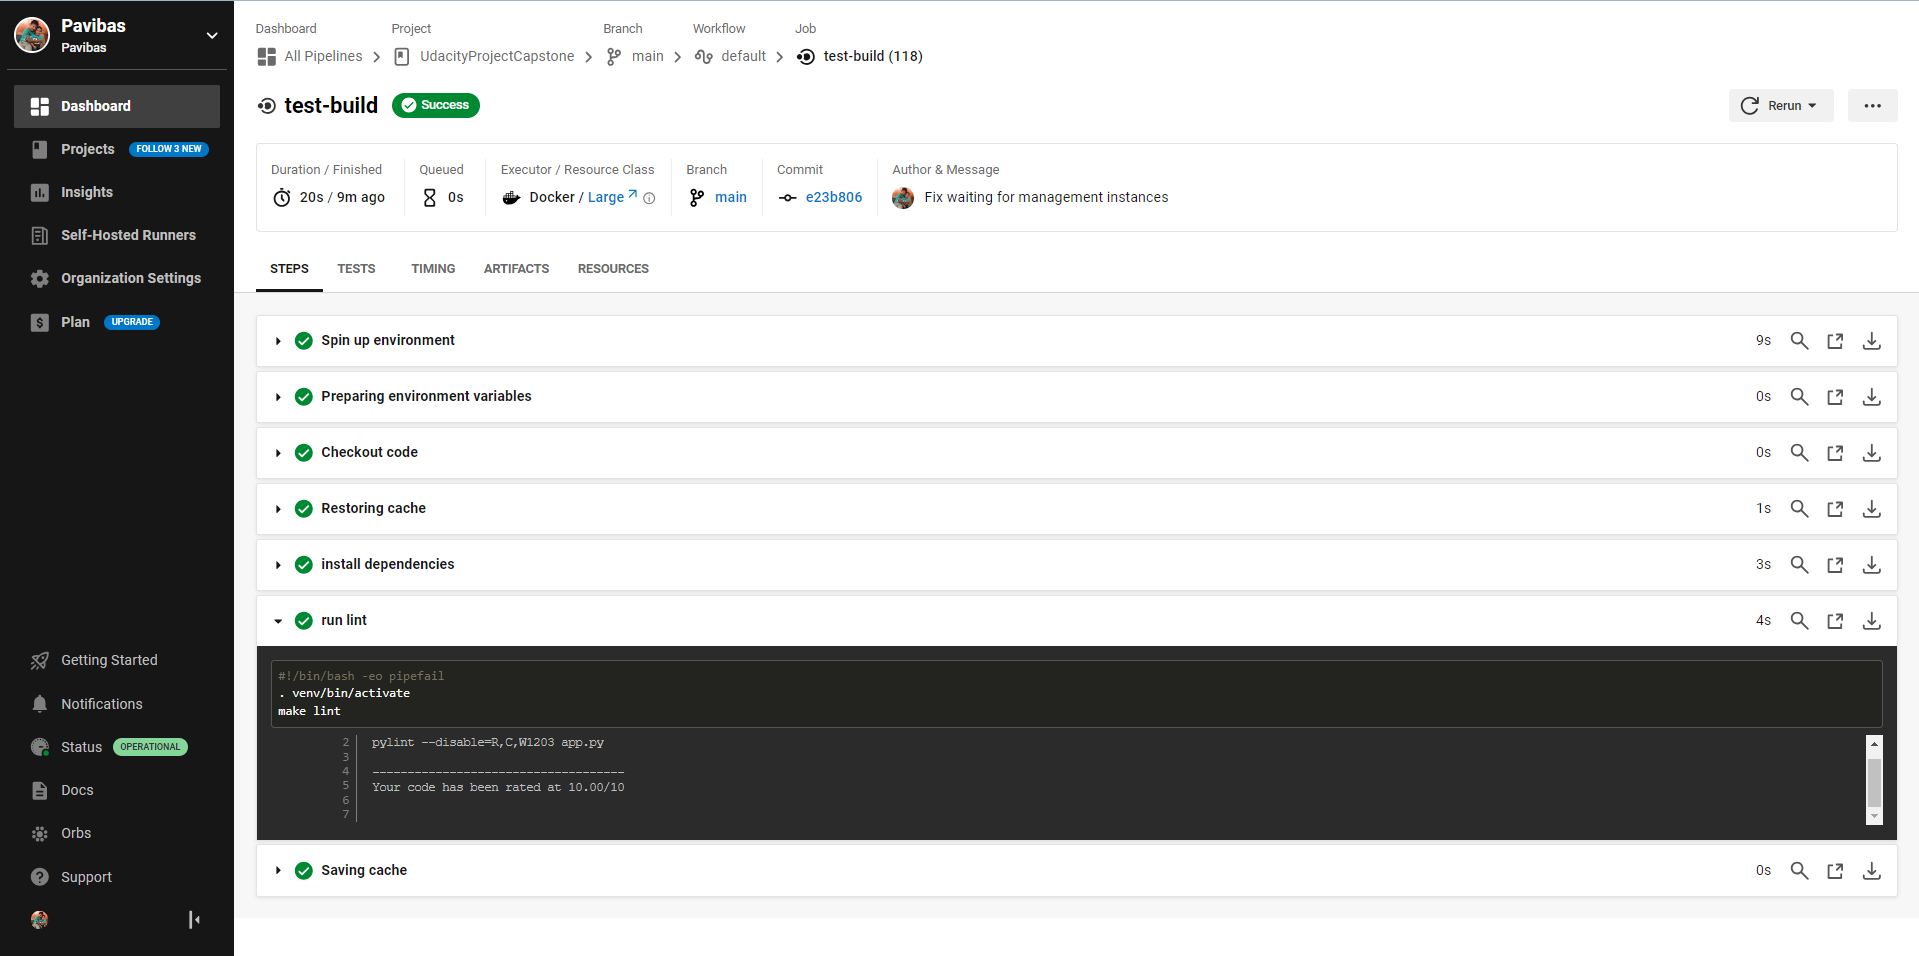 Pavibas
Pavibas
Dashboard
Projects FOLLOW 3 NEW
Insights
Self-Hosted Runners
Organization Settings
Plan UPGRADE
Getting Started
Notifications
Status OPERATIONAL
Docs
Orbs
Support
Dashboard Project Branch Workflow Job
All Pipelines UdacityProjectCapstone main default test-build (118)
test-build Success Rerun
Duration / Finished Queued Executor / Resource Class Branch Commit Author & Message
20s / 9m ago 0s Docker / Large main e23b806 Fix waiting for management instances
STEPS TESTS TIMING ARTIFACTS RESOURCES
Spin up environment 9s
Preparing environment variables 0s
Checkout code 0s
Restoring cache 1s
install dependencies 3s
run lint 4s
#!/bin/bash -eo pipefail
. venv/bin/activate
make lint
2 pylint --disable=R,C,W1203 app.py
3
4 ------------------------------------
5 Your code has been rated at 10.00/10
6
7
Saving cache 0s